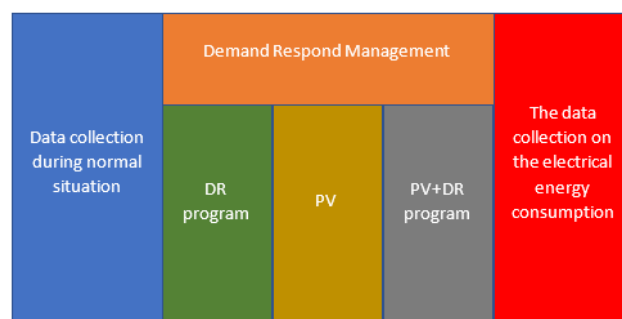 Demand Respond Management
Data collection
during normal
situation
DR
program
PV
PV+DR
program
The data
collection on
the electrical
energy
consumption